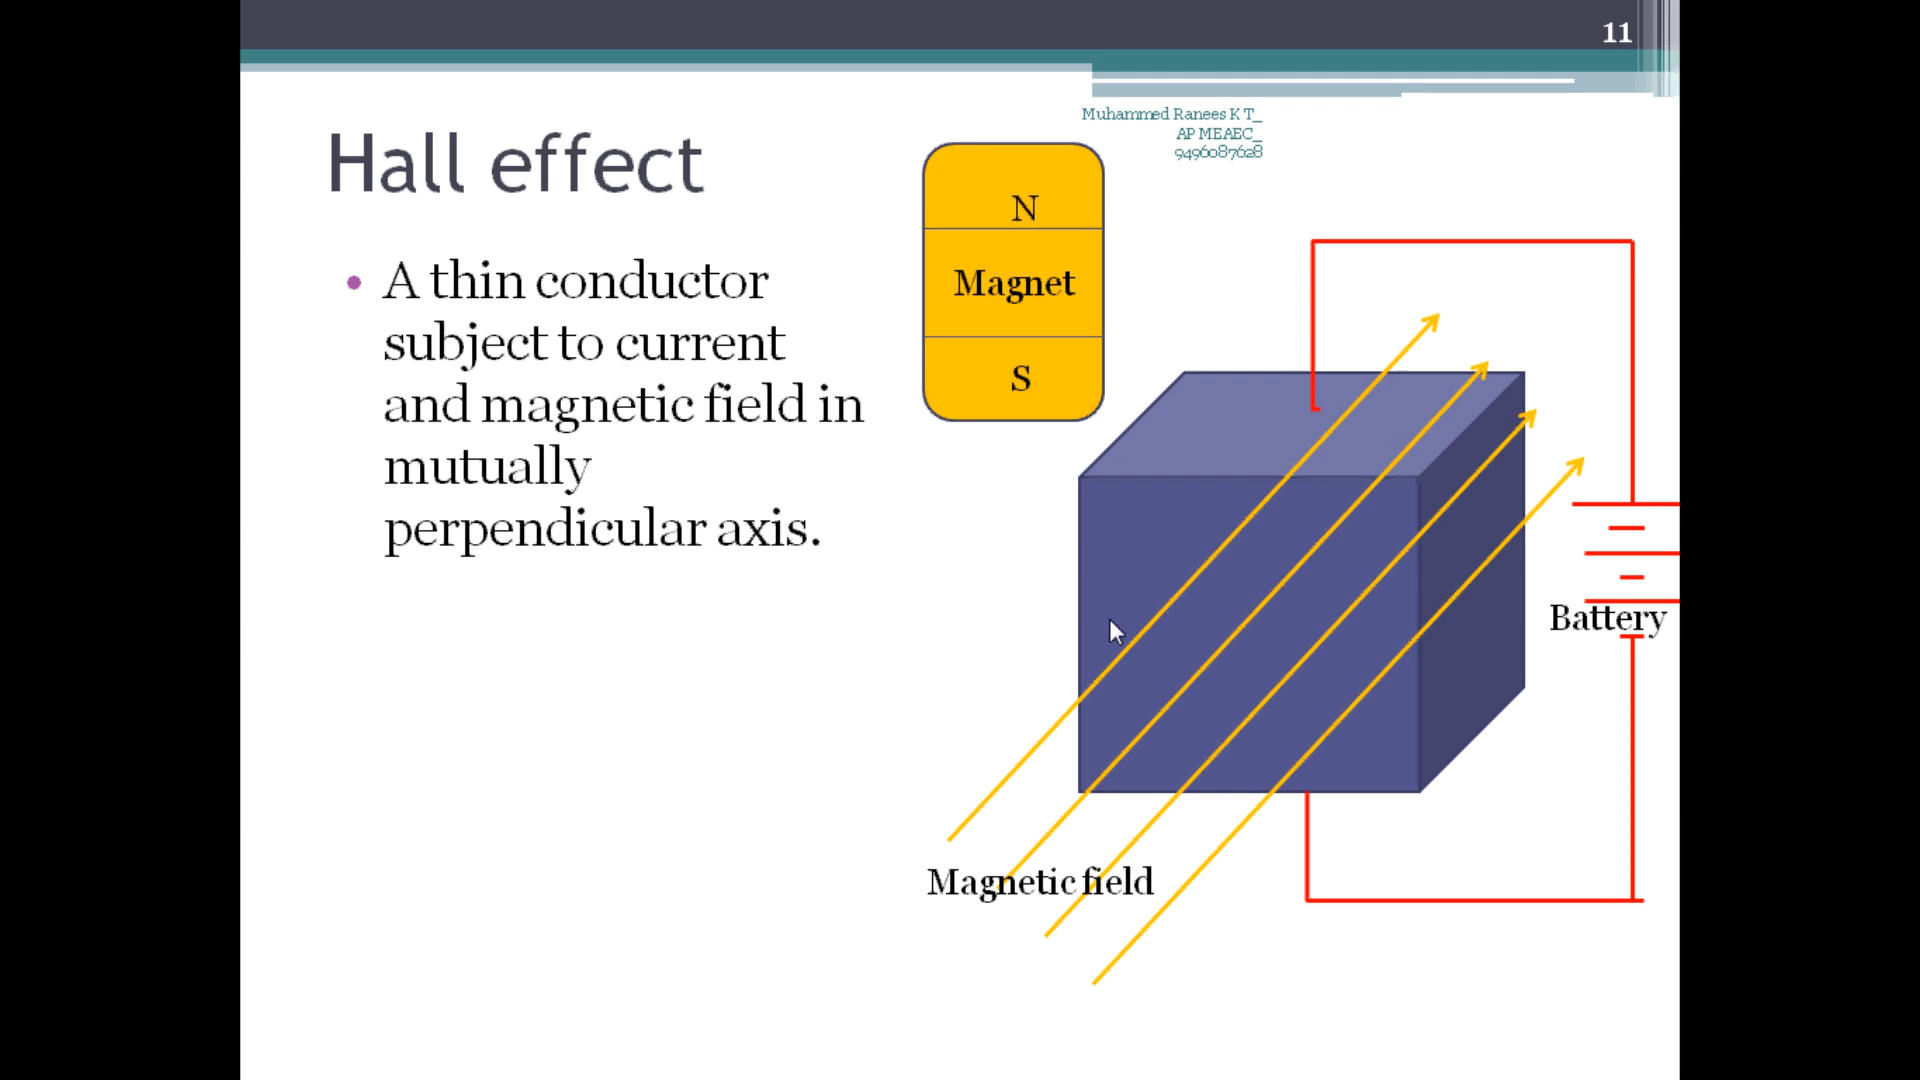 11
Muhammed Ranees K T_
AP MEAEC_
9496087628
Hall effect
• A thin conductor
subject to current
and magnetic field in
mutually
perpendicular axis.
N
Magnet
S
Battery
Magnetic field